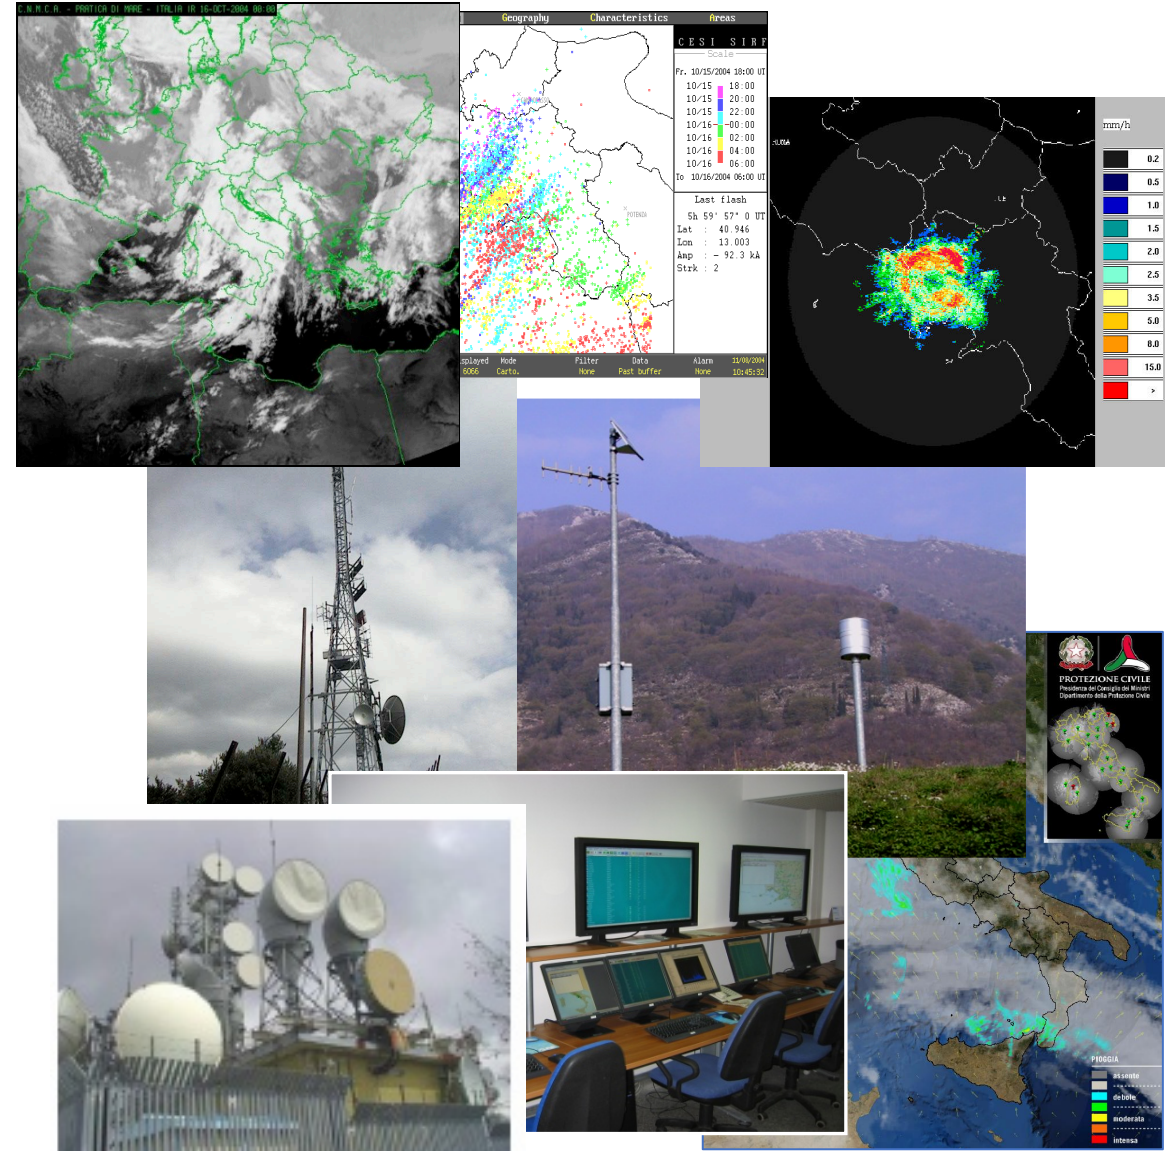 C.N.M.C.A. - PRATICA DI MARE - ITALIA IR 16-OCT-2004 00:00
Geography Characteristics Areas
CESI SIRF
Scale
Fr. 10/15/2004 18:00 UT
10/15 18:00
10/15 20:00
10/15 22:00
10/16 00:00
10/16 02:00
10/16 04:00
10/16 06:00
To 10/16/2004 06:00 UT
Last flash
5h 59' 57" 0 UT
Lat : 40.946
Lon : 13.003
Amp : - 92.3 kA
Strk : 2
POTENZA
splayed Mode Filter Data Alarm 11/08/2004
6066 Carto. None Past buffer None 10:45:32
mm/h
0.2
0.5
1.0
1.5
2.0
2.5
3.5
5.0
8.0
15.0
>
PROTEZIONE CIVILE
Presidenza del Consiglio dei Ministri
Dipartimento della Protezione Civile
PIOGGIA
assente
debole
moderata
intensa